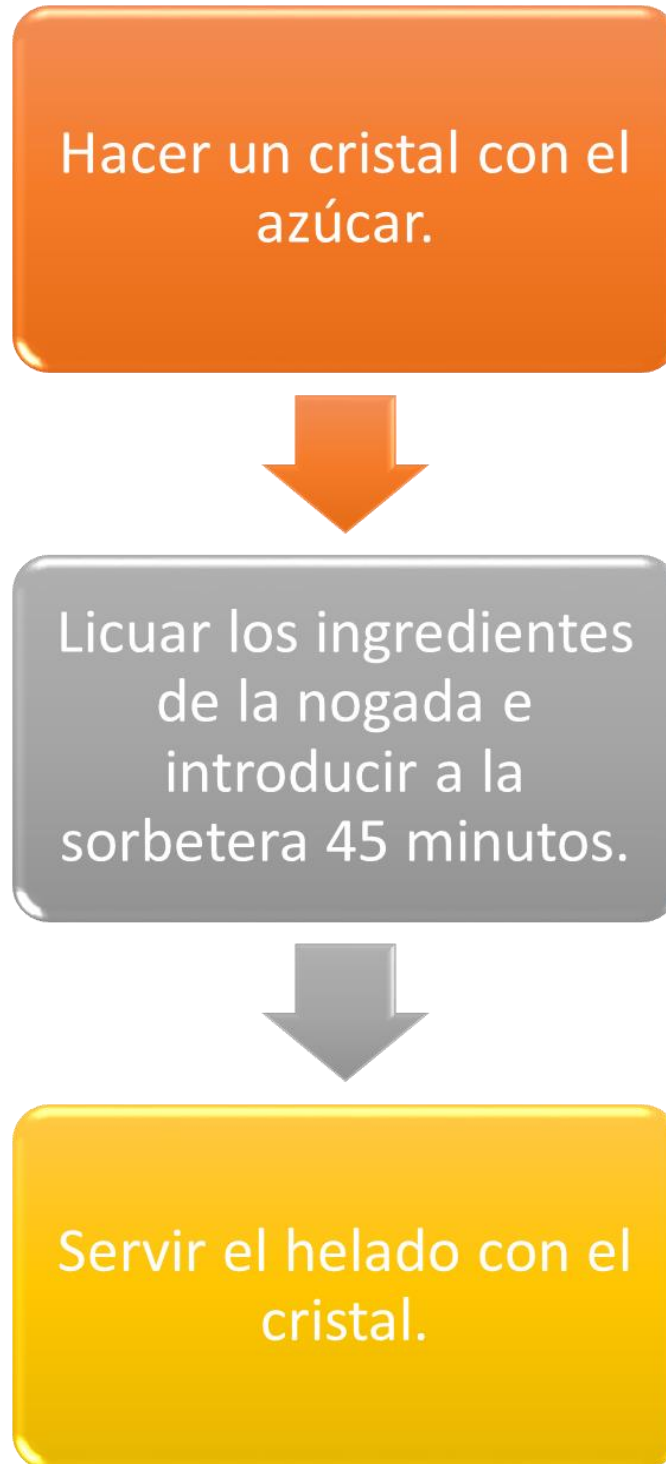 Hacer un cristal con el
azúcar.
Licuar los ingredientes
de la nogada e
introducir a la
sorbetera 45 minutos.
Servir el helado con el
cristal.